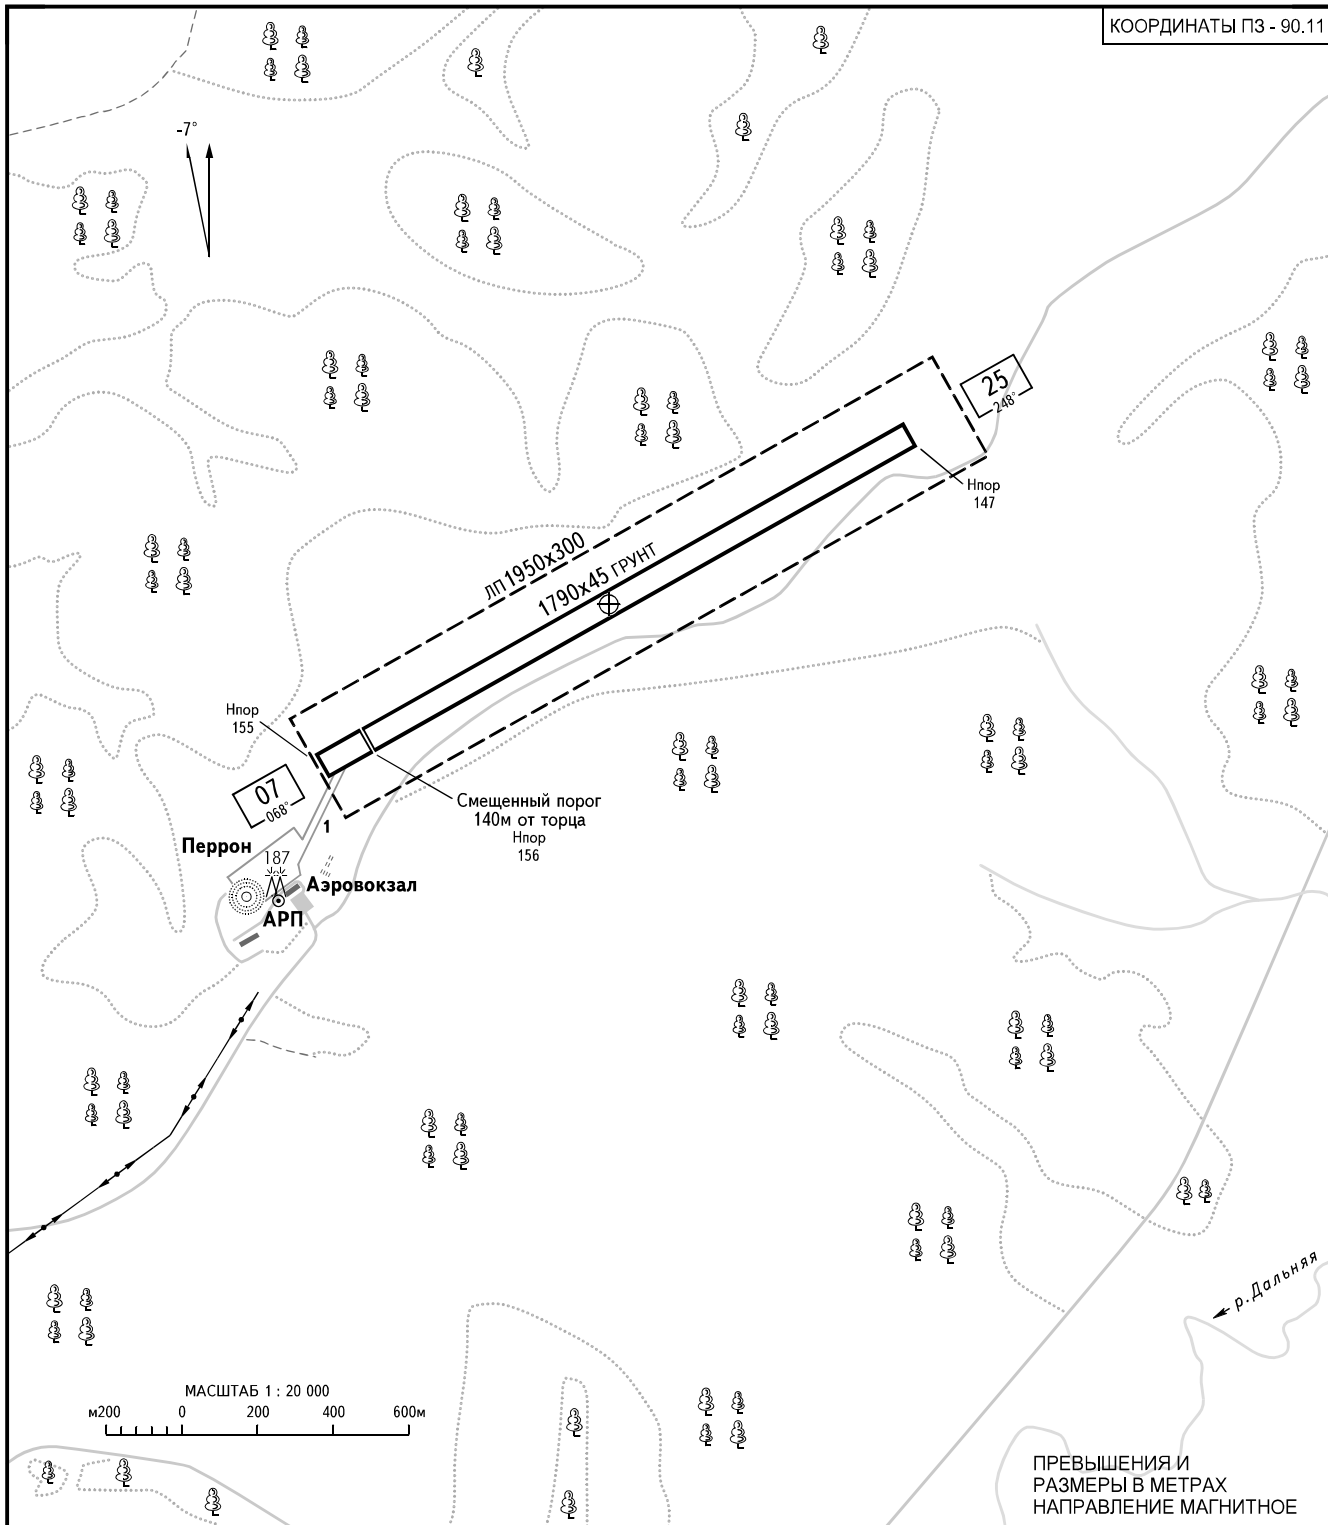 КООРДИНАТЫ ПЗ - 90.11
-7°
25
248°
Нпор
147
ЛП 1950x300
1790x45 ГРУНТ
Нпор
155
07
068°
Смещенный порог
140м от торца
Нпор
156
1
Перрон
187
Аэровокзал
АРП
р.Дальняя
МАСШТАБ 1 : 20 000
м200 0 200 400 600м
ПРЕВЫШЕНИЯ И
РАЗМЕРЫ В МЕТРАХ
НАПРАВЛЕНИЕ МАГНИТНОЕ